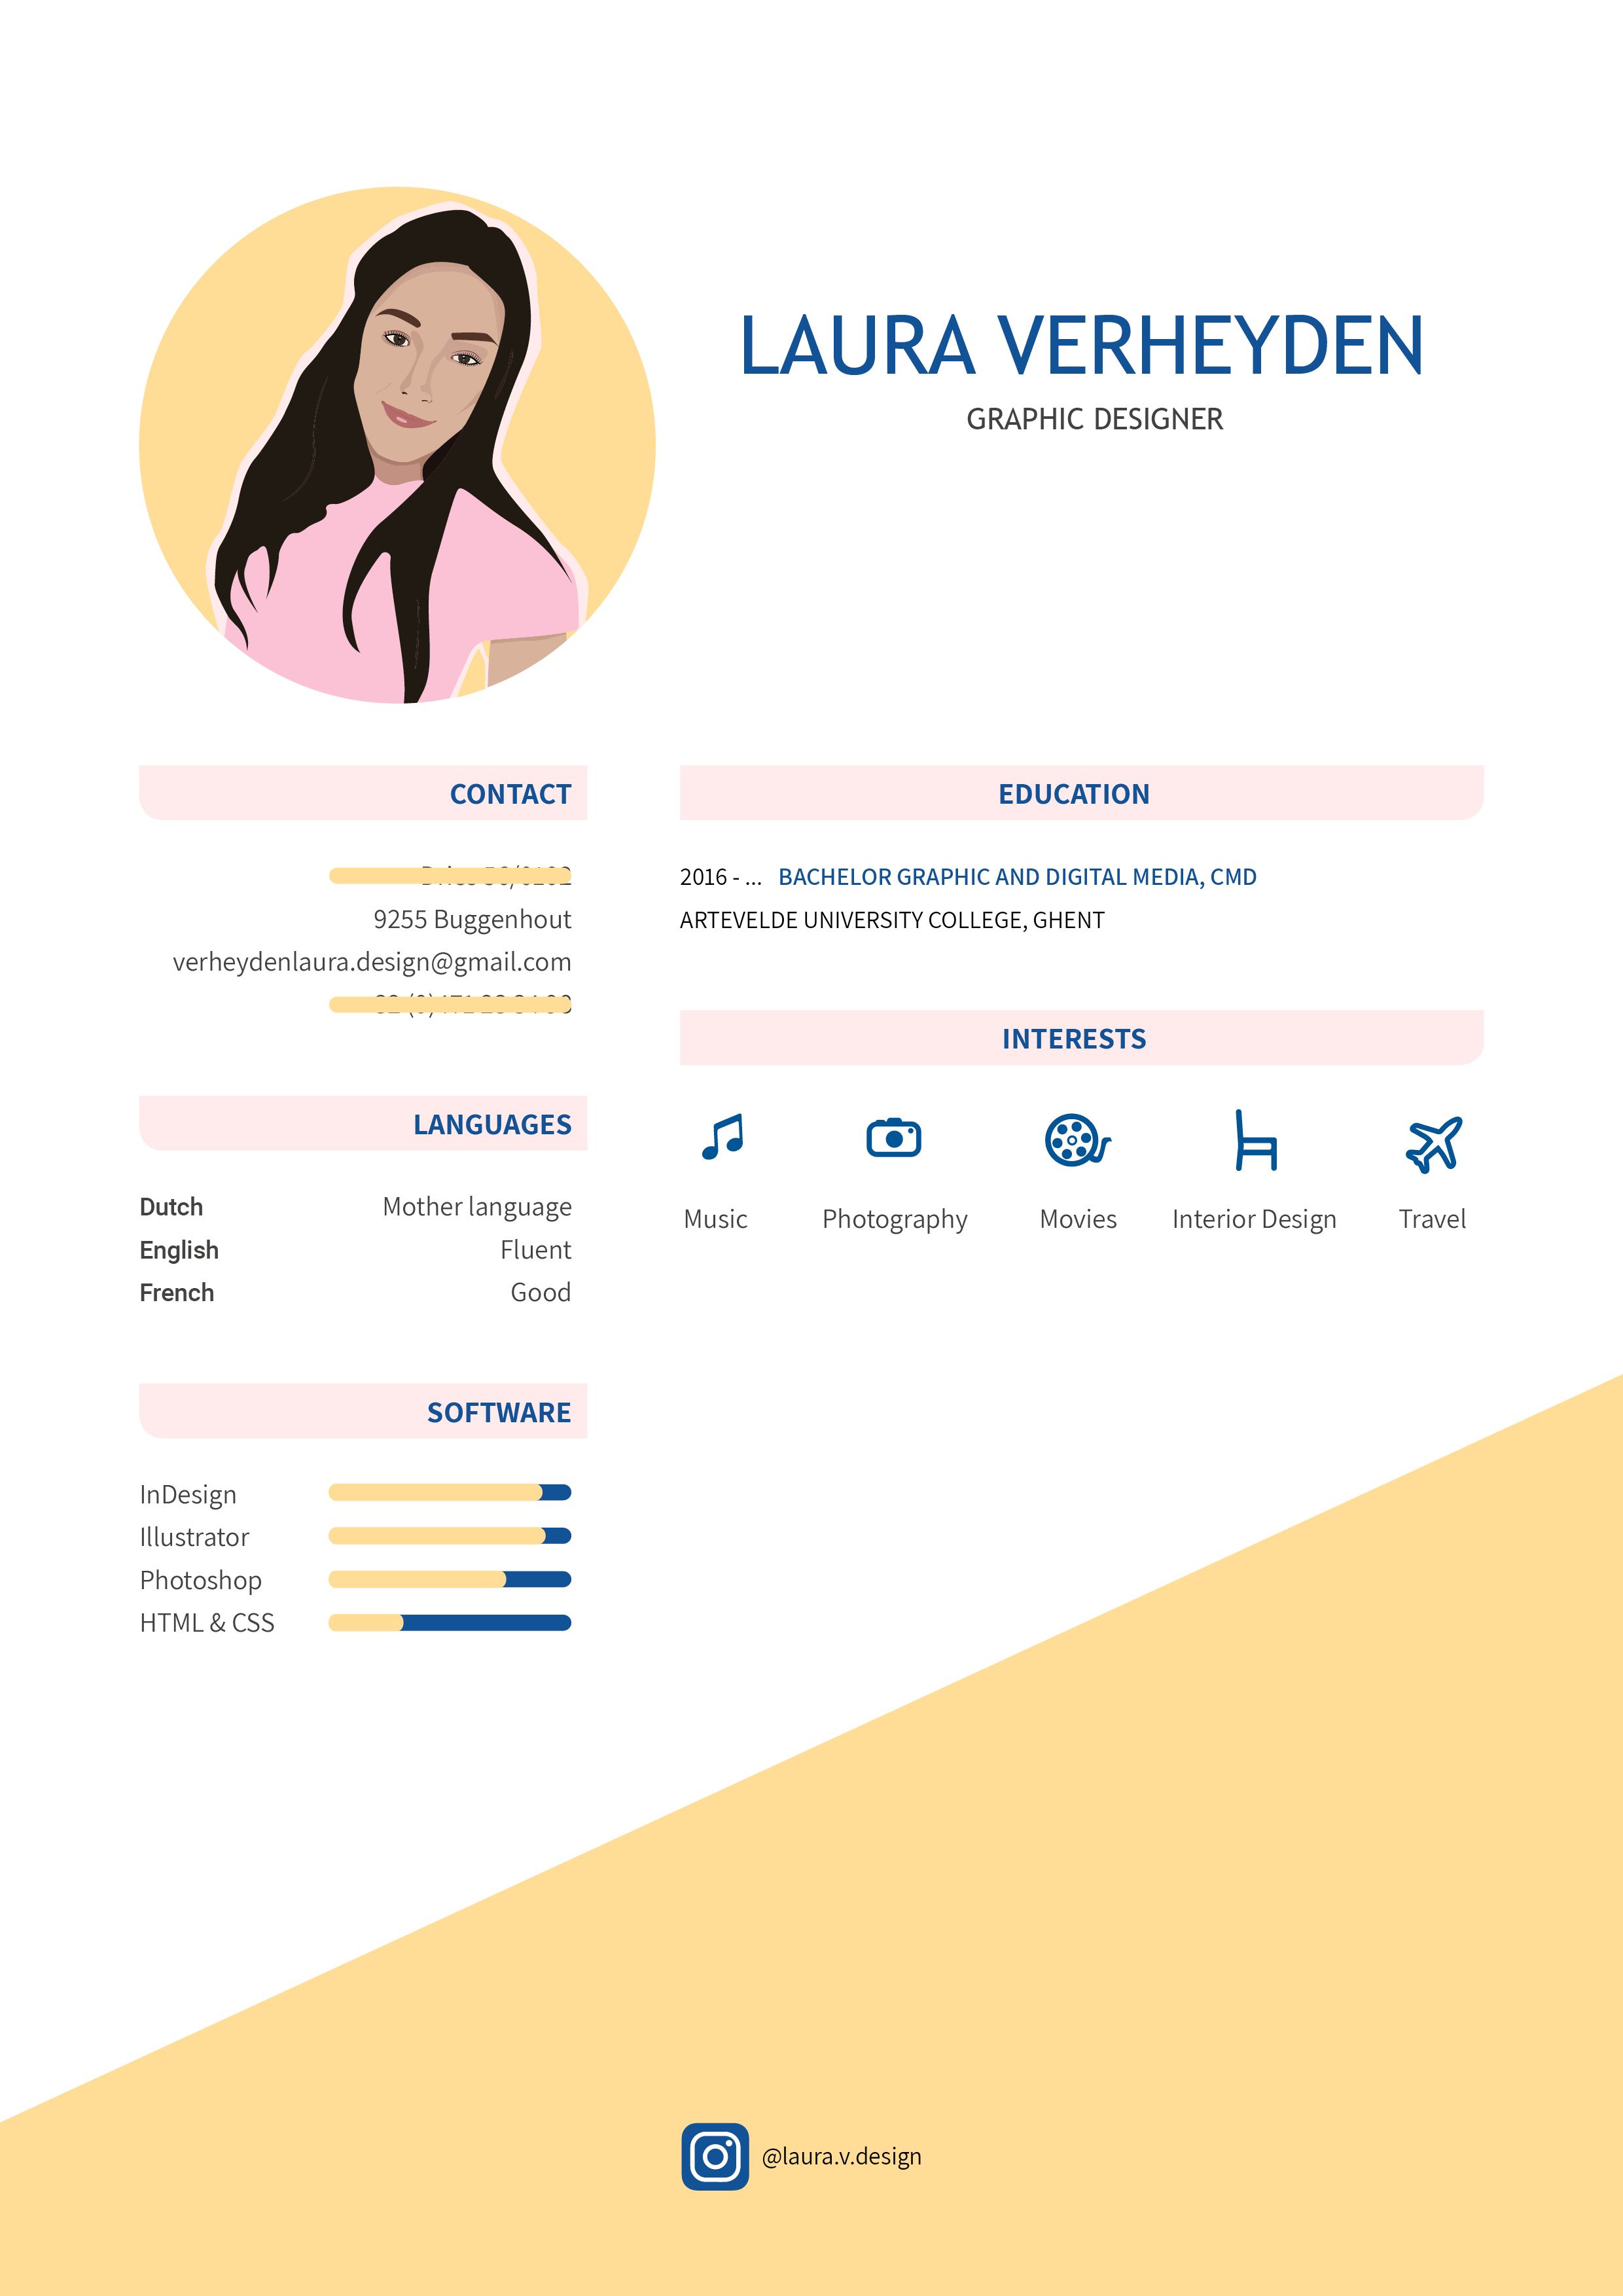 LAURA VERHEYDEN
GRAPHIC DESIGNER
CONTACT
9255 Buggenhout
verheydenlaura.design@gmail.com
LANGUAGES
Dutch Mother language
English Fluent
French Good
SOFTWARE
InDesign
Illustrator
Photoshop
HTML & CSS
EDUCATION
2016 - ... BACHELOR GRAPHIC AND DIGITAL MEDIA, CMD
ARTEVELDE UNIVERSITY COLLEGE, GHENT
INTERESTS
Music Photography Movies Interior Design Travel
@laura.v.design